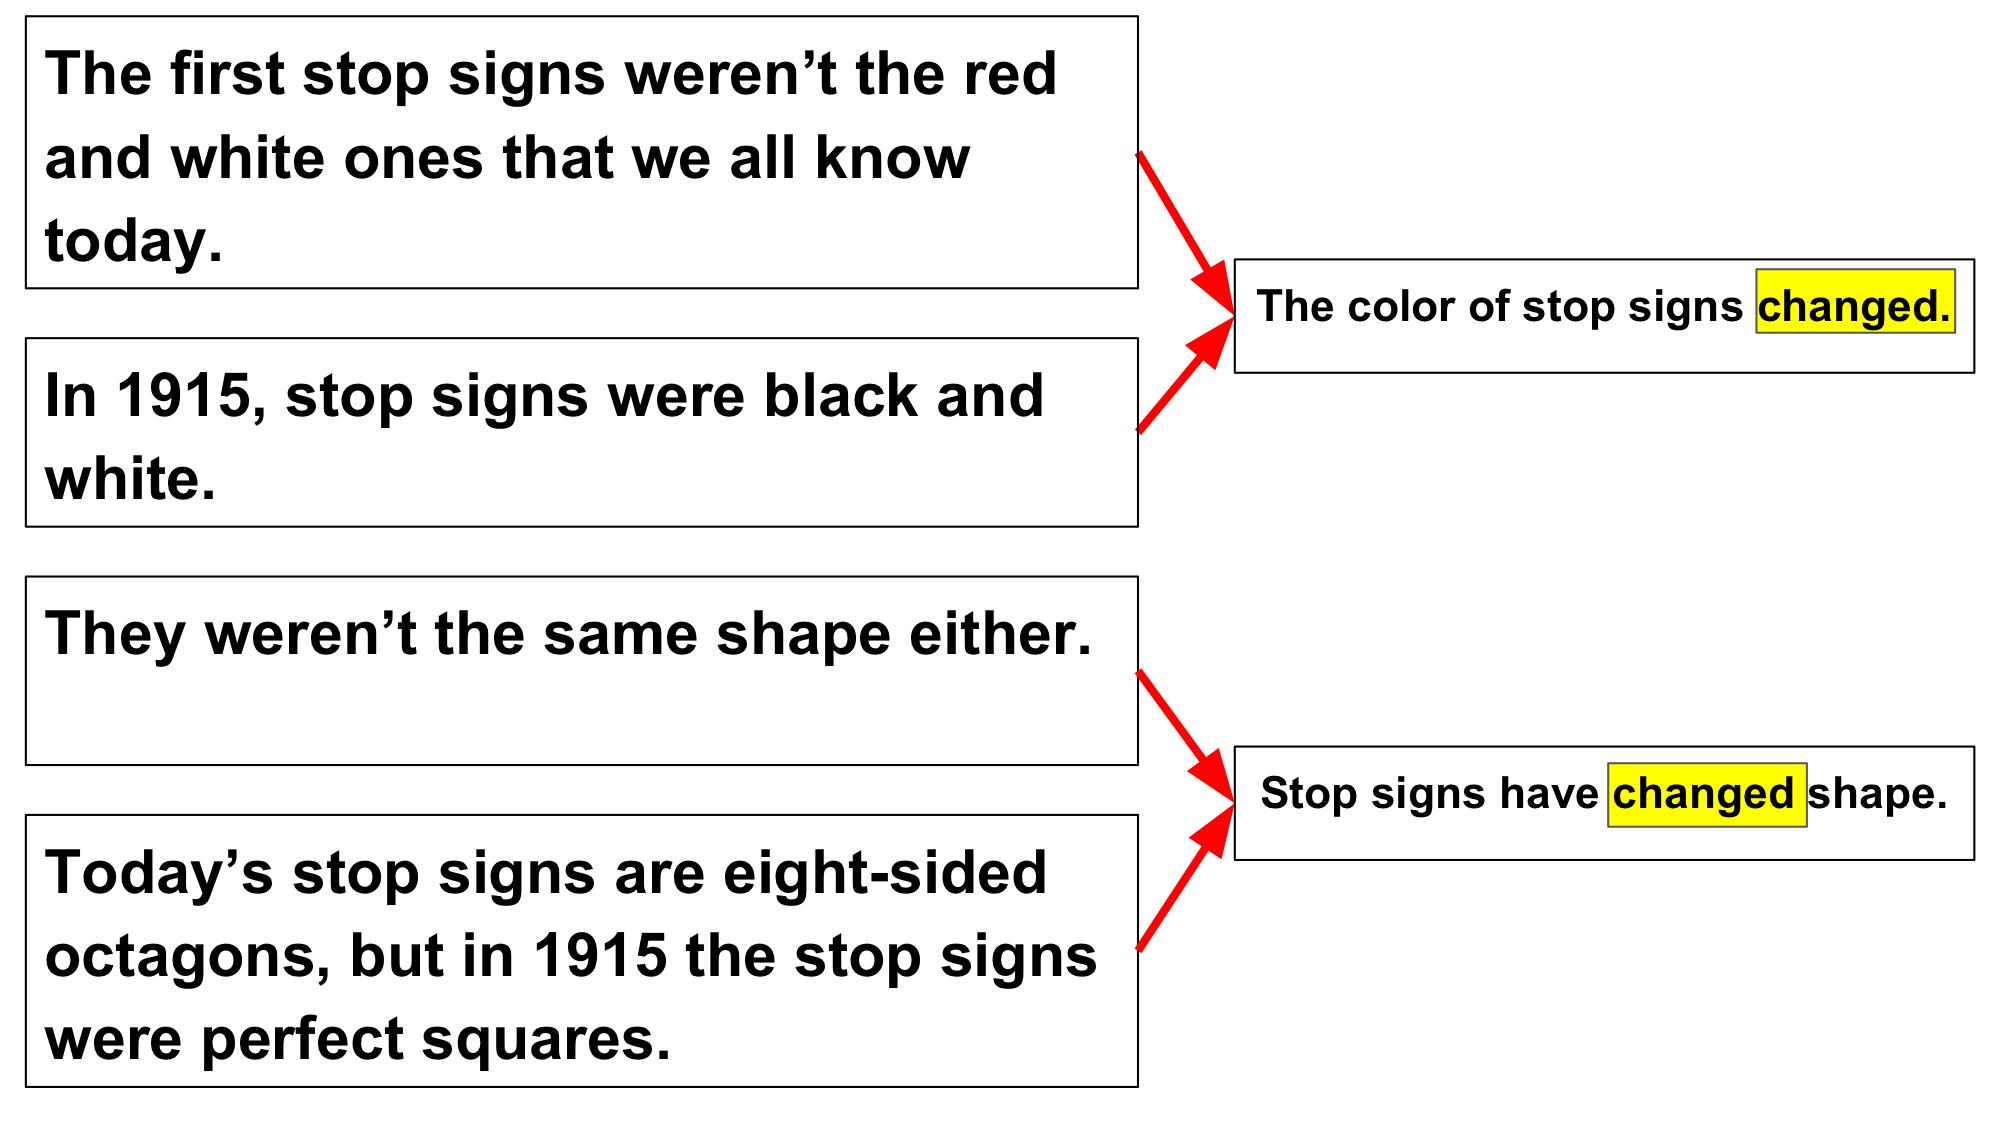 The first stop signs weren’t the red
and white ones that we all know
today.
In 1915, stop signs were black and
white.
The color of stop signs changed.
They weren’t the same shape either.
Today’s stop signs are eight-sided
octagons, but in 1915 the stop signs
were perfect squares.
Stop signs have changed shape.